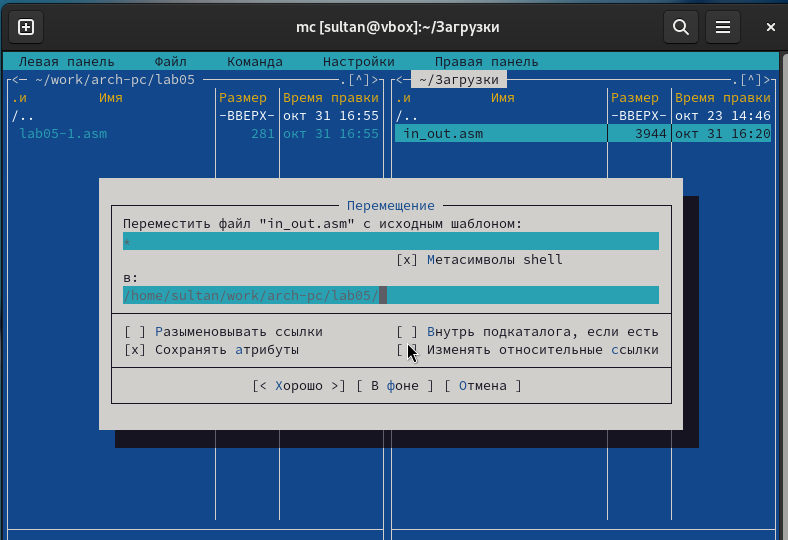 mc [sultan@vbox]:~/Загрузки
Левая панель Файл Команда Настройки Правая панель
<— ~/work/arch-pc/lab05 .[^]> <— ~/Загрузки .[^]>
.и Имя Размер Время правки .и Имя Размер Время правки
/.. -ВВЕРХ- окт 31 16:55 /.. -ВВЕРХ- окт 23 14:46
lab05-1.asm 281 окт 31 16:55 in_out.asm 3944 окт 31 16:20
Перемещение
Переместить файл "in_out.asm" с исходным шаблоном:
*
[x] Метасимволы shell
в:
/home/sultan/work/arch-pc/lab05/
[ ] Разыменовывать ссылки [ ] Внутрь подкаталога, если есть
[x] Сохранять атрибуты [ ] Изменять относительные ссылки
[< Хорошо >] [ В фоне ] [ Отмена ]